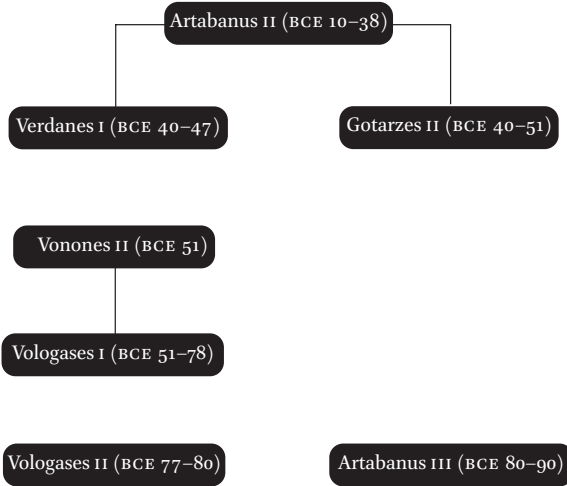 Artabanus II (BCE 10–38)
Verdanes I (BCE 40–47)
Gotarzes II (BCE 40–51)
Vonones II (BCE 51)
Vologases I (BCE 51–78)
Vologases II (BCE 77–80)
Artabanus III (BCE 80–90)